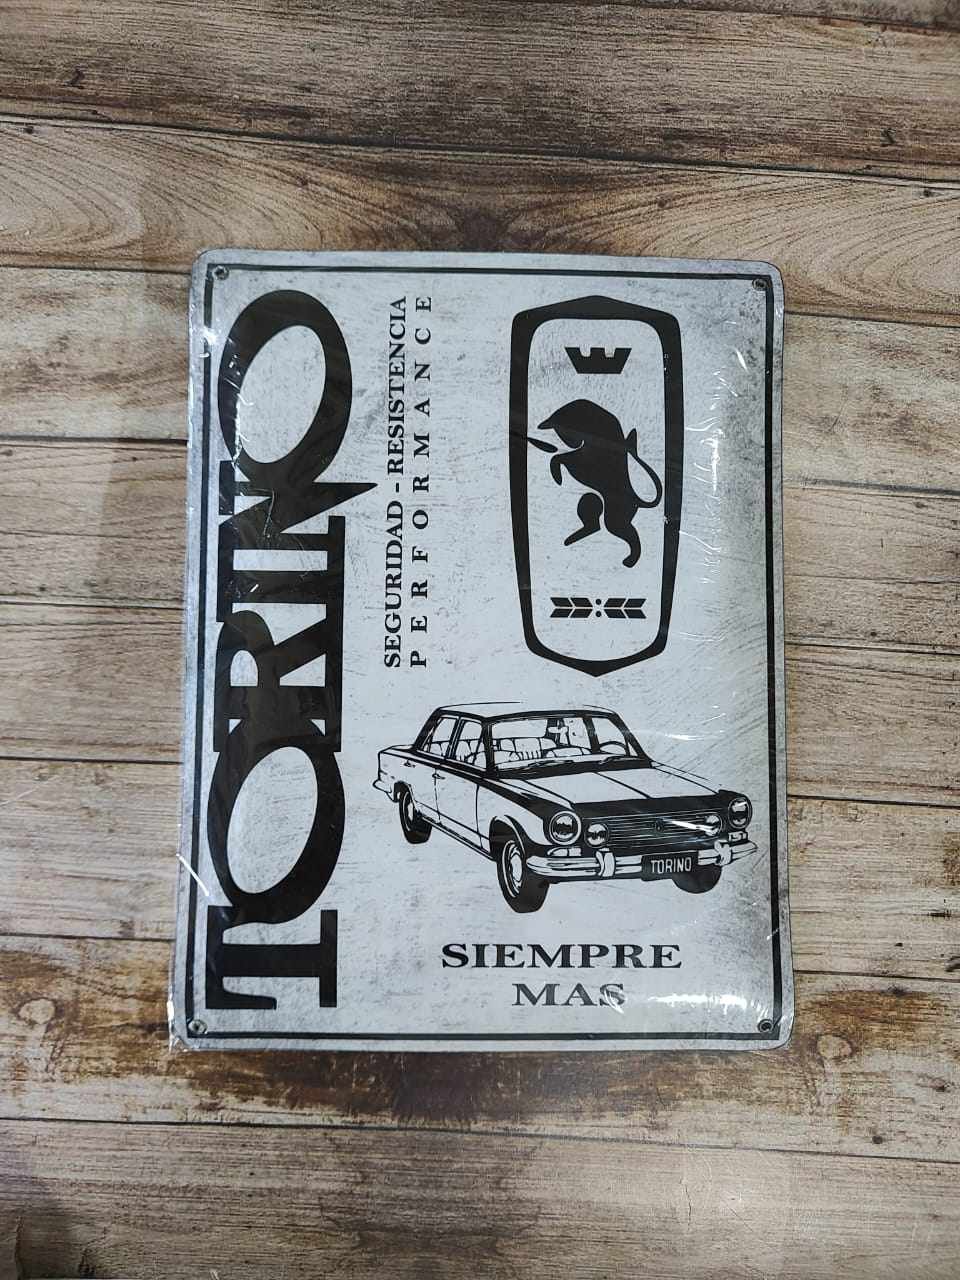 TORINO
SEGURIDAD - RESISTENCIA
PERFORMANCE
TORINO
SIEMPRE
MAS